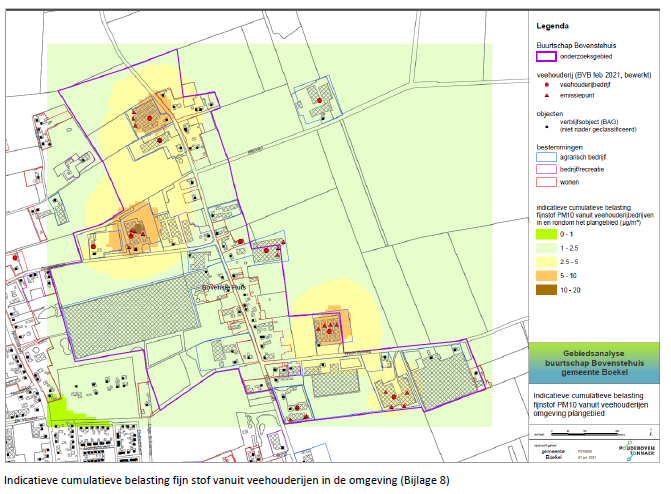 Legenda
Buurtschap Bovenstehuis
onderzoeksgebied
veehouderij (BVB feb 2021, bewerkt)
veehouderijbedrijf
emissiepunt
objecten
verblijfsobject (BAG)
(niet nader geclassificeerd)
bestemmingen
agrarisch bedrijf
bedrijf/recreatie
wonen
indicatieve cumulatieve belasting
fijnstof PM10 vanuit veehouderijbedrijven
in en rondom het plangebied (µg/m³)
0 - 1
1 - 2.5
2.5 - 5
5 - 10
10 - 20
Bovenste Huis
Gebiedsanalyse
buurtschap Bovenstehuis
gemeente Boekel
Indicatieve cumulatieve belasting
fijnstof PM10 vanuit veehouderijen
omgeving plangebied
gemeente
Boekel
POUDEROYEN
TONNAER
Indicatieve cumulatieve belasting fijn stof vanuit veehouderijen in de omgeving (Bijlage 8)